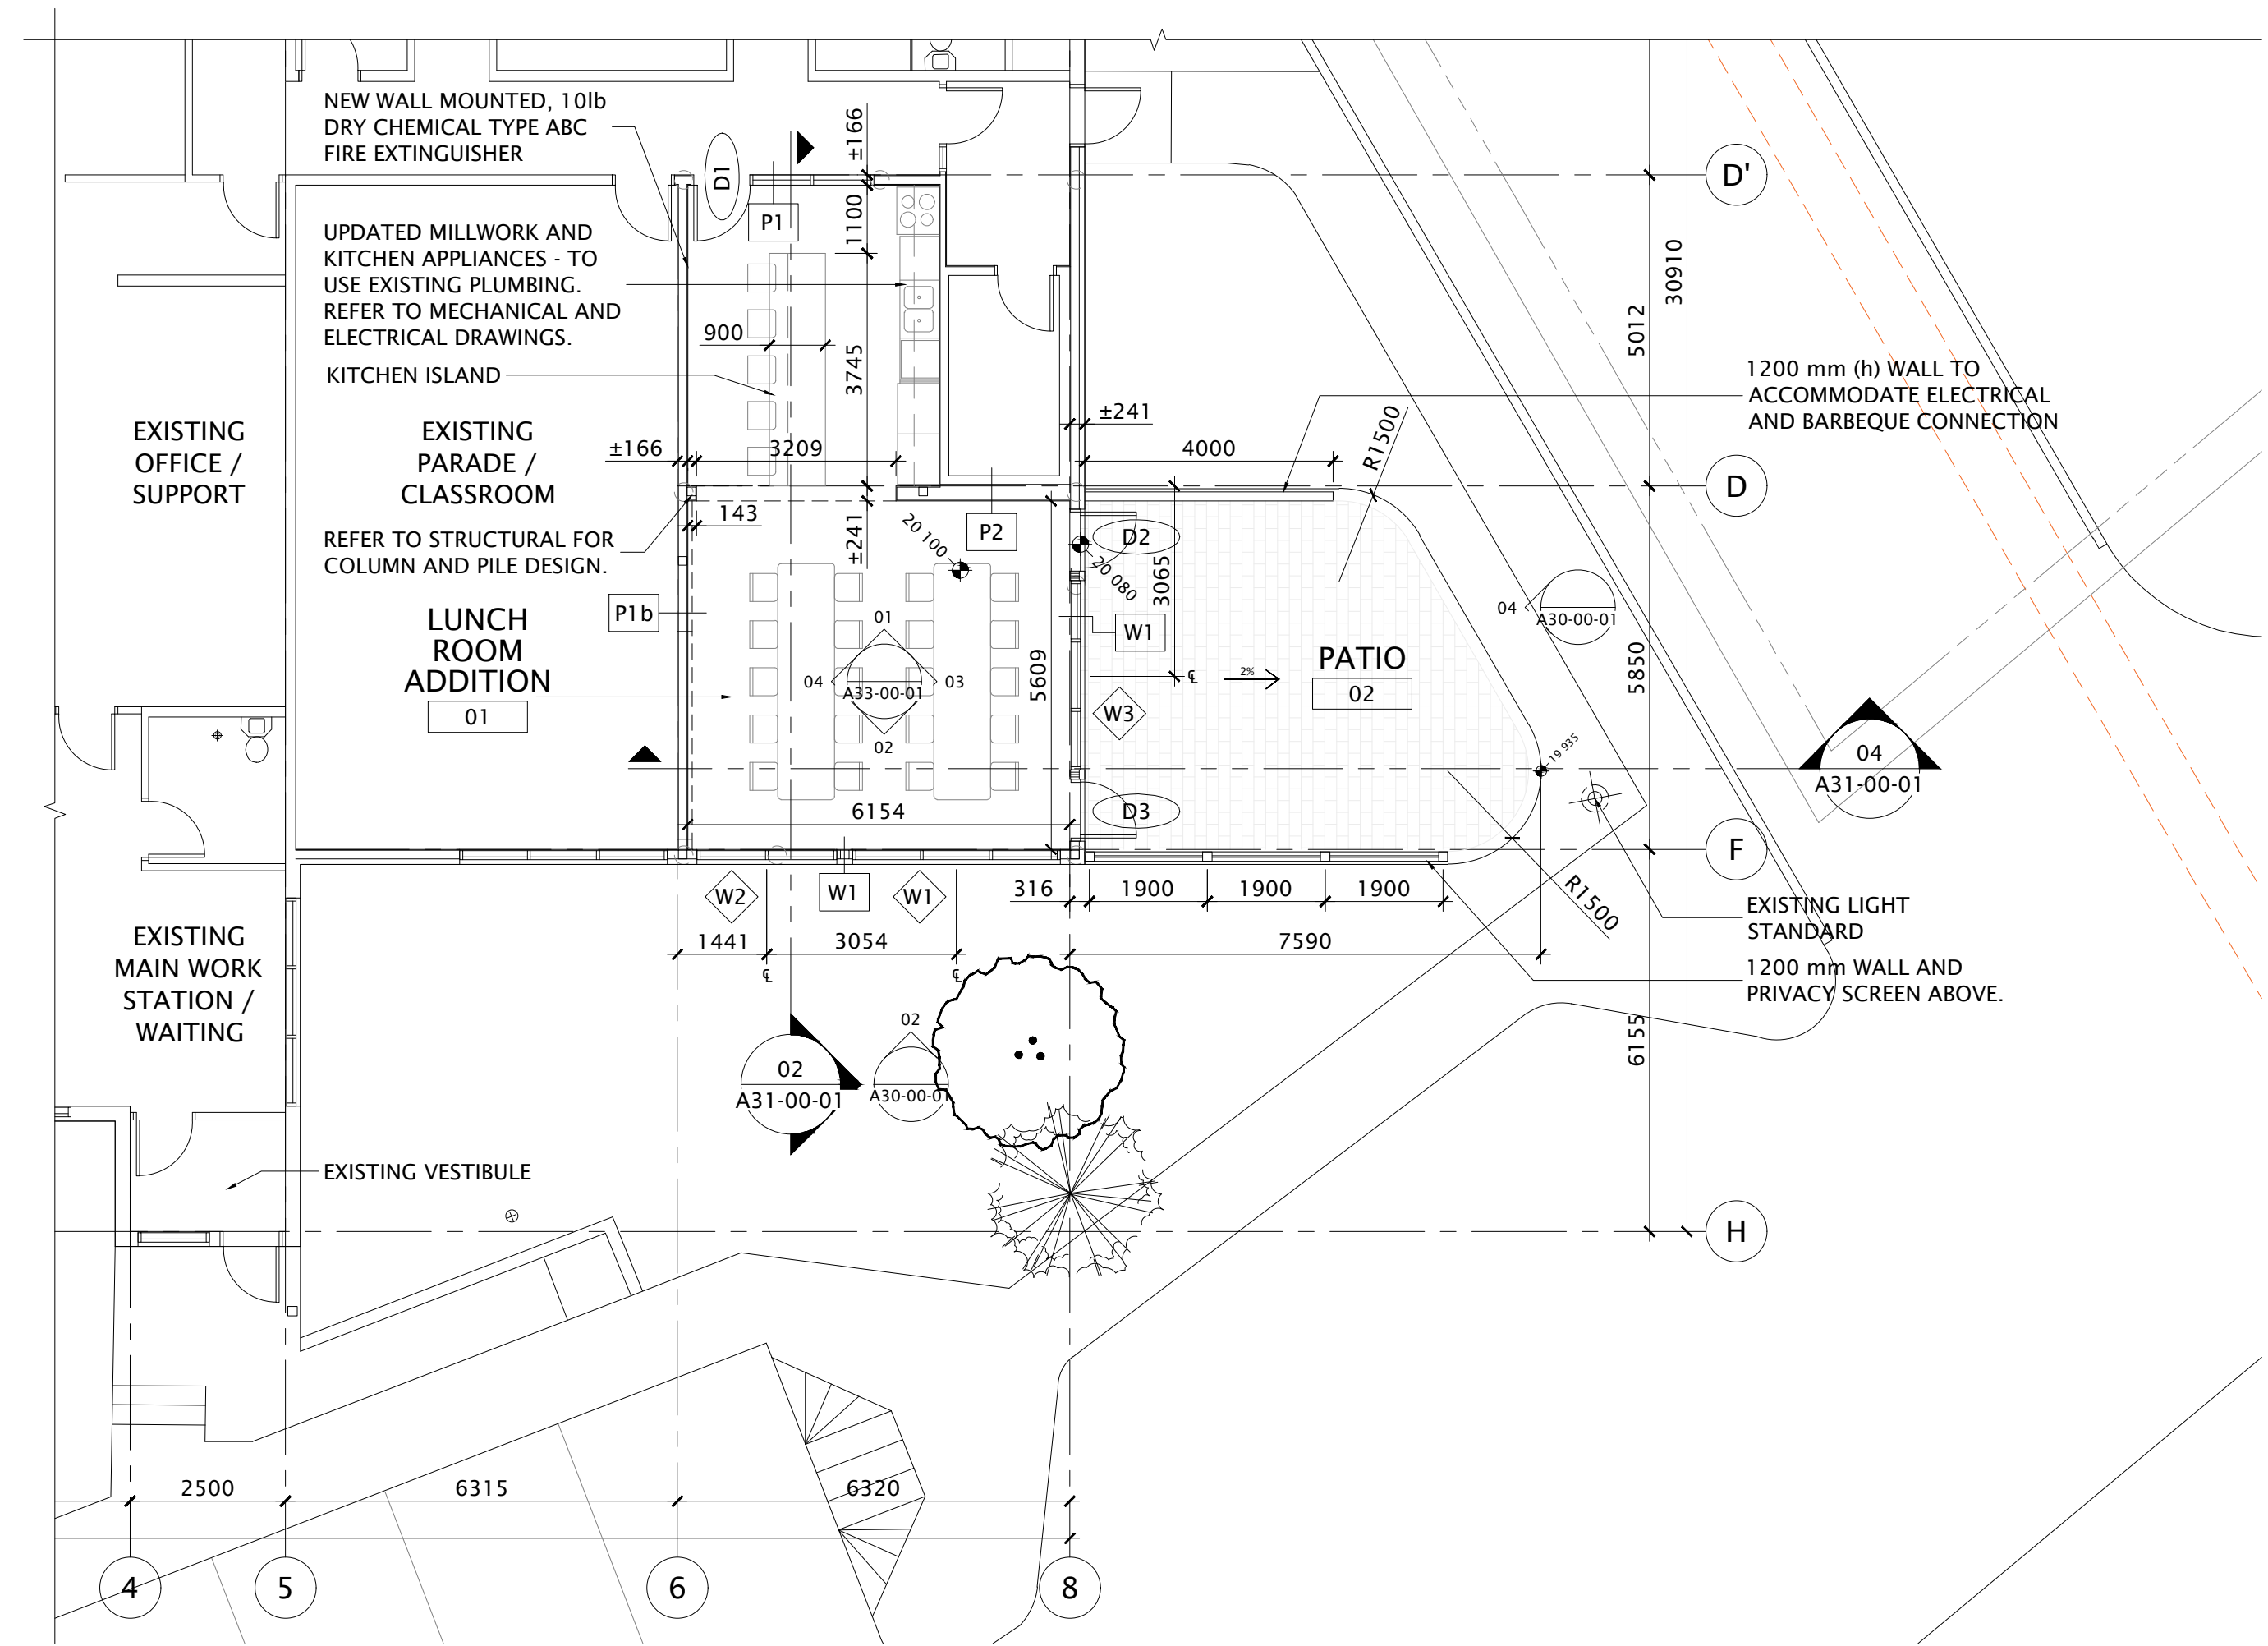 NEW WALL MOUNTED, 10lb
DRY CHEMICAL TYPE ABC
FIRE EXTINGUISHER
D1
±166
P1
1100
D'
UPDATED MILLWORK AND
KITCHEN APPLIANCES - TO
USE EXISTING PLUMBING.
REFER TO MECHANICAL AND
ELECTRICAL DRAWINGS.
30910
5012
900
3745
KITCHEN ISLAND
1200 mm (h) WALL TO
ACCOMMODATE ELECTRICAL
AND BARBEQUE CONNECTION
±241
R1500
EXISTING
OFFICE /
SUPPORT
EXISTING
PARADE /
CLASSROOM
±166
3209
4000
D
143
±241
20 100
P2
D2
20 080
3065
REFER TO STRUCTURAL FOR
COLUMN AND PILE DESIGN.
P1b
LUNCH
ROOM
ADDITION
01
01
04
A33-00-01
03
02
5609
W1
04
A30-00-01
PATIO
02
2%
℄
W3
5850
19 935
04
A31-00-01
6154
D3
F
W2
W1
W1
316
1900
1900
1900
R1500
EXISTING LIGHT
STANDARD
1441
3054
7590
℄
℄
1200 mm WALL AND
PRIVACY SCREEN ABOVE.
EXISTING
MAIN WORK
STATION /
WAITING
6155
02
A31-00-01
02
A30-00-01
EXISTING VESTIBULE
H
2500
6315
6320
4
5
6
8